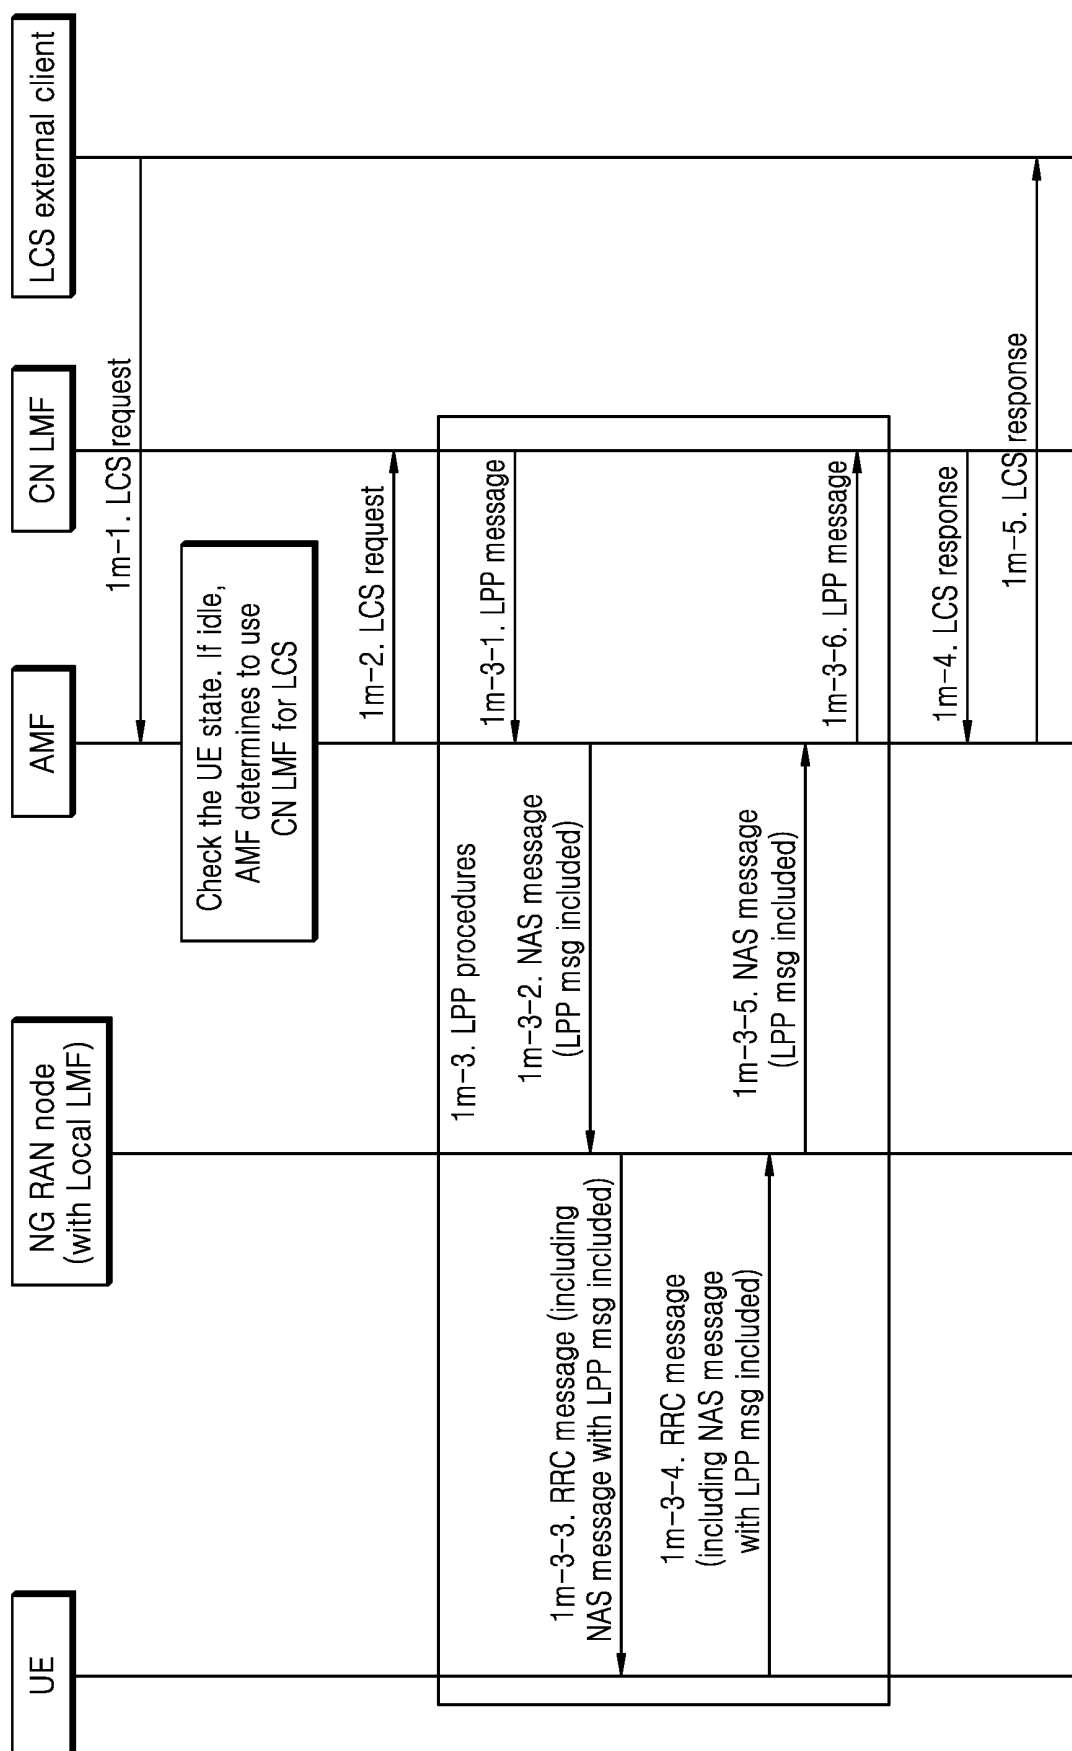 UE
NG RAN node
(with Local LMF)
AMF
CN LMF
LCS external client
1m-1. LCS request
Check the UE state. If idle,
AMF determines to use
CN LMF for LCS
1m-2. LCS request
1m-3. LPP procedures
1m-3-1. LPP message
1m-3-2. NAS message
(LPP msg included)
1m-3-3. RRC message (including
NAS message with LPP msg included)
1m-3-4. RRC message
(including NAS message
with LPP msg included)
1m-3-5. NAS message
(LPP msg included)
1m-3-6. LPP message
1m-4. LCS response
1m-5. LCS response